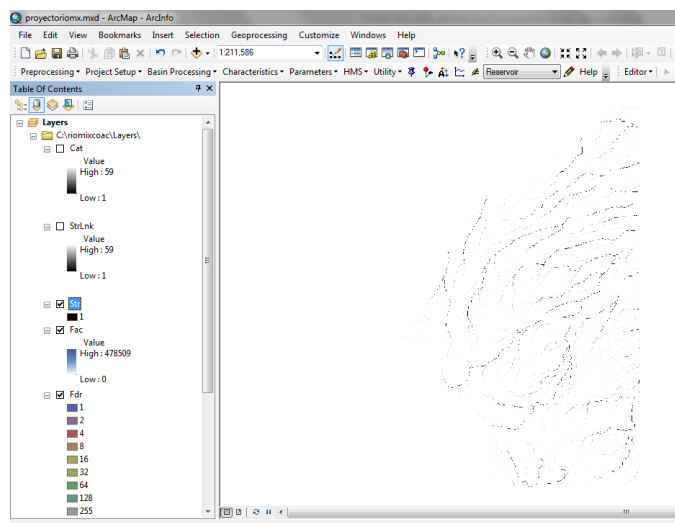 proyectoriomx.mxd - ArcMap - ArcInfo
File Edit View Bookmarks Insert Selection Geoprocessing Customize Windows Help
1:211,586
Preprocessing Project Setup Basin Processing Characteristics Parameters HMS Utility Reservoir Help Editor
Table Of Contents
Layers
C:\riomixcoac\Layers\
Cat
Value
High : 59
Low : 1
StrLnk
Value
High : 59
Low : 1
Str
1
Fac
Value
High : 478509
Low : 0
Fdr
1
2
4
8
16
32
64
128
255